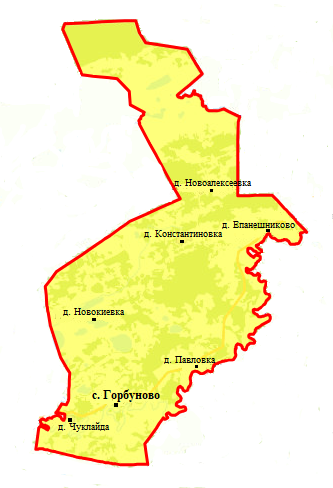 д. Новоалексеевка
д. Епанешниково
д. Константиновка
д. Новокиевка
д. Павловка
с. Горбуново
д. Чуклайда